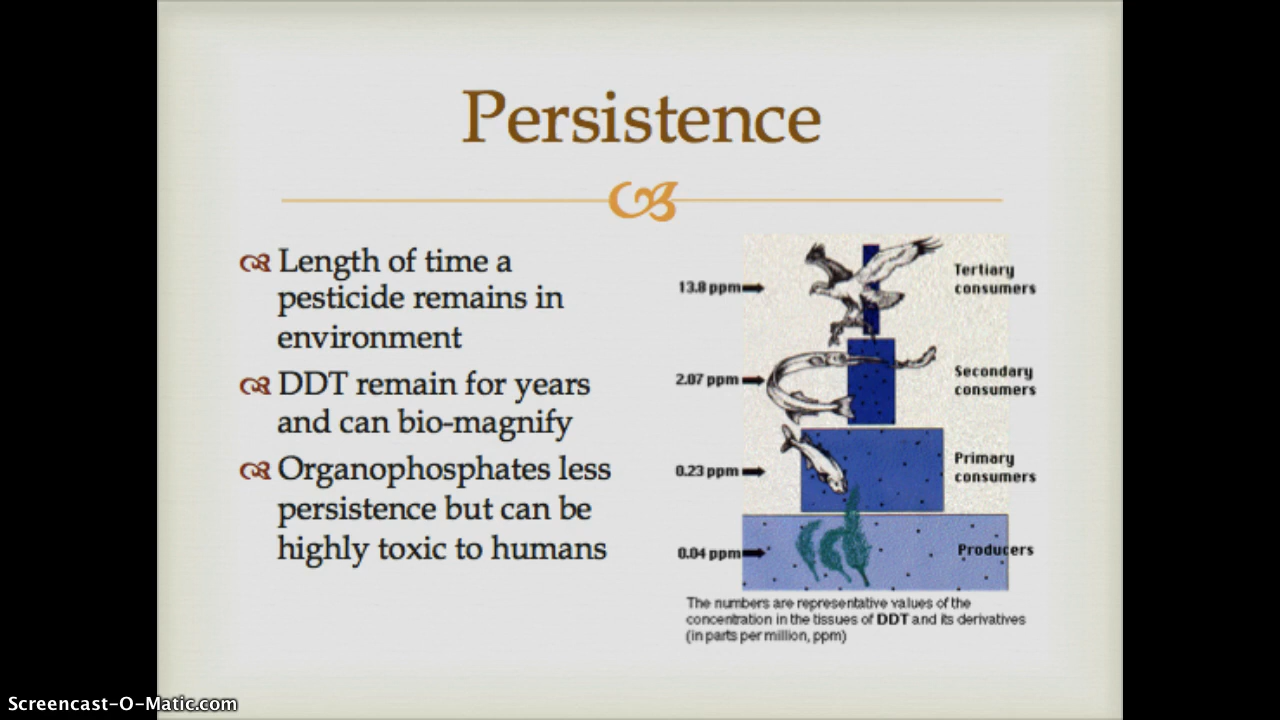 Persistence
Length of time a
pesticide remains in
environment
DDT remain for years
and can bio-magnify
Organophosphates less
persistence but can be
highly toxic to humans
13.8 ppm
Tertiary
consumers
2.07 ppm
Secondary
consumers
0.23 ppm
Primary
consumers
0.04 ppm
Producers
The numbers are representative values of the
concentration in the tissues of DDT and its derivatives
(in parts per million, ppm)
Screencast-O-Matic.com